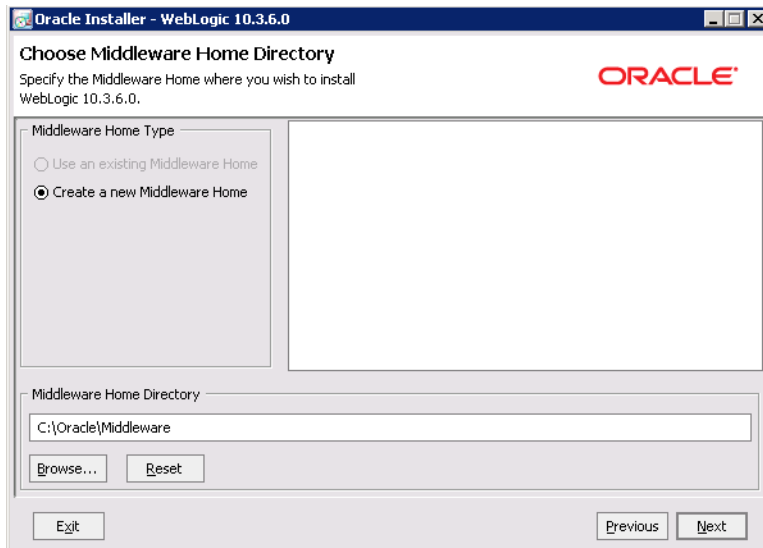 Oracle Installer - WebLogic 10.3.6.0
Choose Middleware Home Directory
Specify the Middleware Home where you wish to install
WebLogic 10.3.6.0.
ORACLE
Middleware Home Type
Use an existing Middleware Home
Create a new Middleware Home
Middleware Home Directory
C:\Oracle\Middleware
Browse...
Reset
Exit
Previous
Next